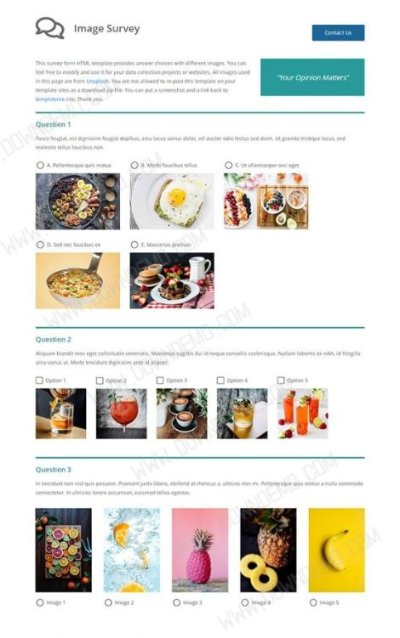 Image Survey
Contact Us
This survey form HTML template provides answer choices with different images. You can
feel free to modify and use it for your data collection projects or websites. All images used
in this page are from Unsplash. You are not allowed to re-post this template on your
template sites as a download zip file. You can put a screenshot and a link back to
templatemo site. Thank you.
"Your Opinion Matters"
Question 1
Fusce feugiat, est dignissim feugiat dapibus, arcu lacus varius dolor, vel auctor odio lectus sed diam. Ut gravida tristique lacus, sed
molestie tellus faucibus non.
A. Pellentesque quis metus
B. Morbi faucibus tellus
C. Ut ullamcorper orci eget
D. Sed nec faucibus ex
E. Maecenas pretium
Question 2
Aliquam blandit eros eget sollicitudin venenatis. Maecenas sagittis dui id neque convallis scelerisque. Nullam lobortis ex nibh, id fringilla
arcu varius at. Morbi tincidunt dignissim ante id aliquet.
Option 1
Option 2
Option 3
Option 4
Option 5
Question 3
In tincidunt non nisl quis posuere. Praesent justo libero, eleifend at rhoncus a, ultrices non mi. Pellentesque quis metus a nulla commodo
consectetur. In ultricies lorem accumsan, euismod tellus egestas.
Image 1
Image 2
Image 3
Image 4
Image 5
WWW.DOWNDEMO.COM